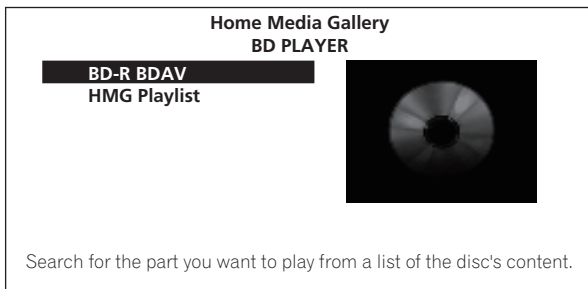 Home Media Gallery
BD PLAYER
BD-R BDAV
HMG Playlist
Search for the part you want to play from a list of the disc's content.